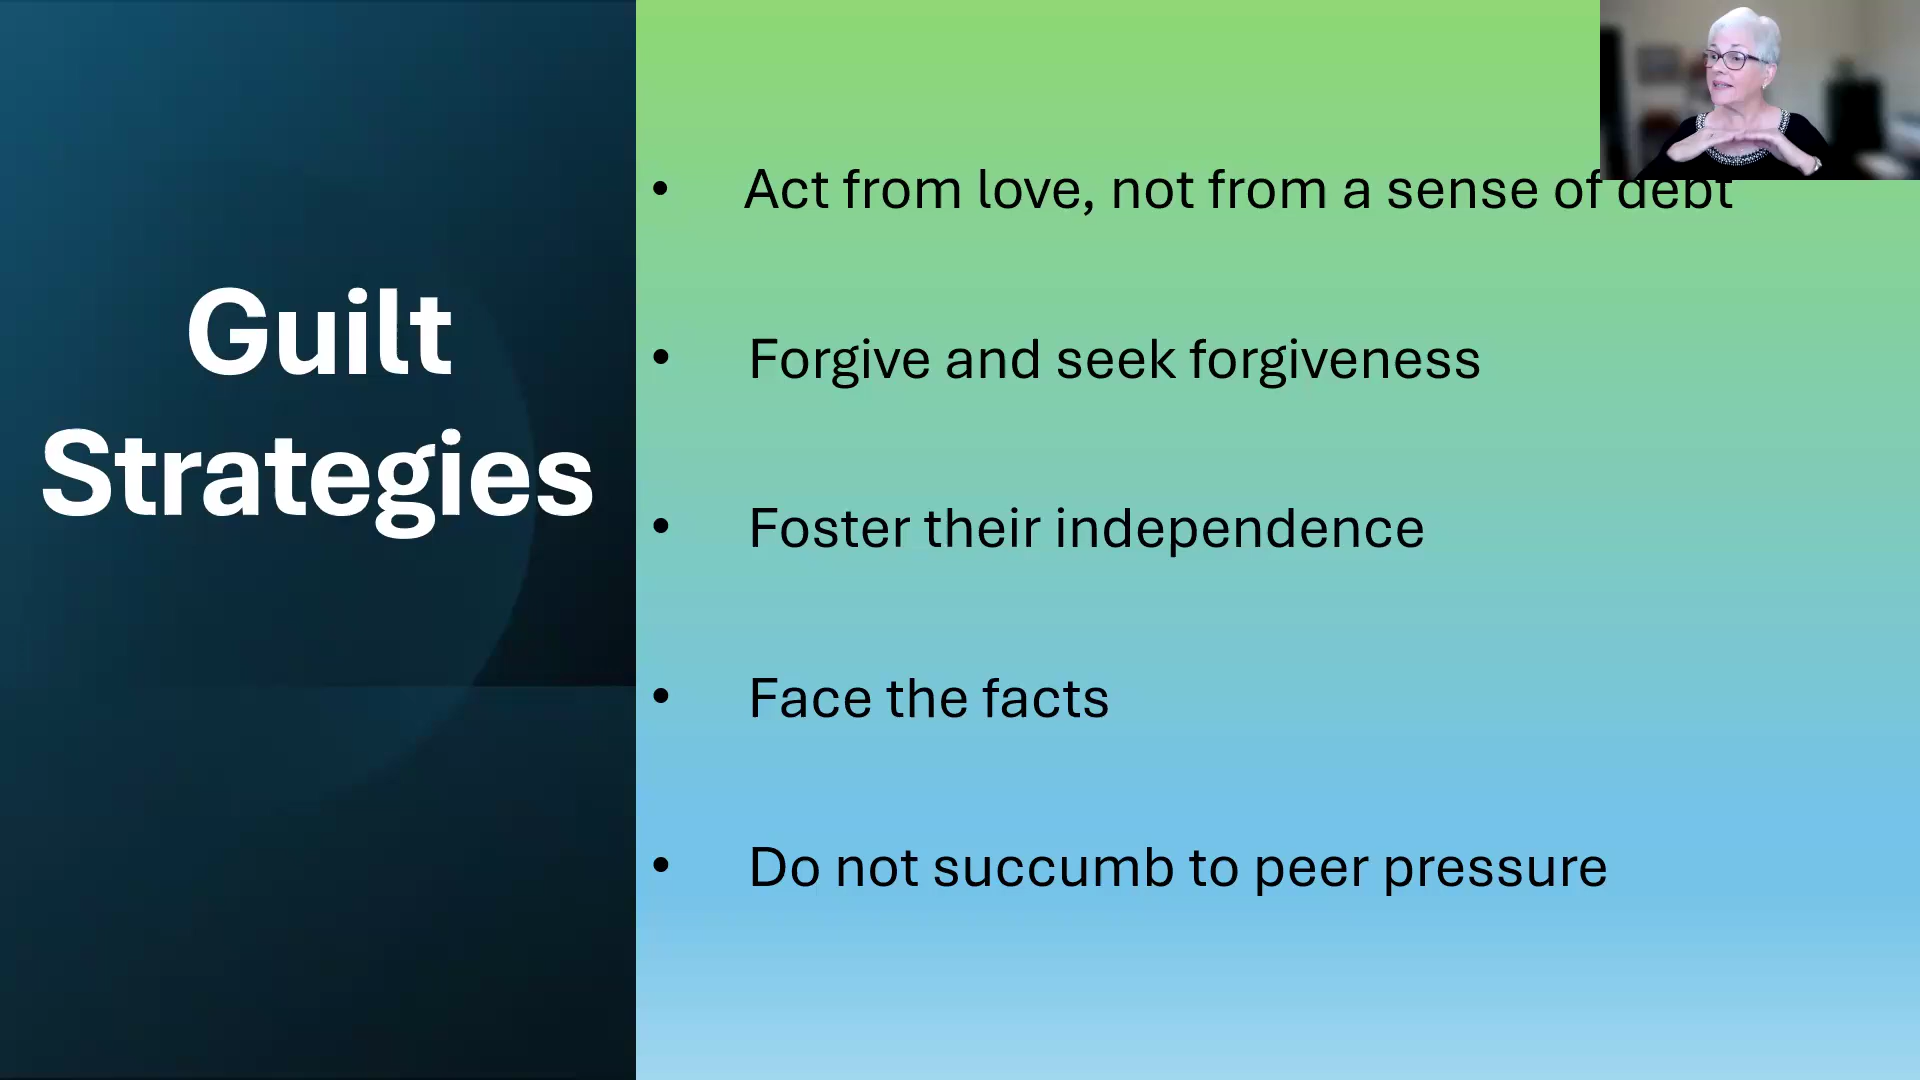 Guilt
Strategies
• Act from love, not from a sense of debt
• Forgive and seek forgiveness
• Foster their independence
• Face the facts
• Do not succumb to peer pressure